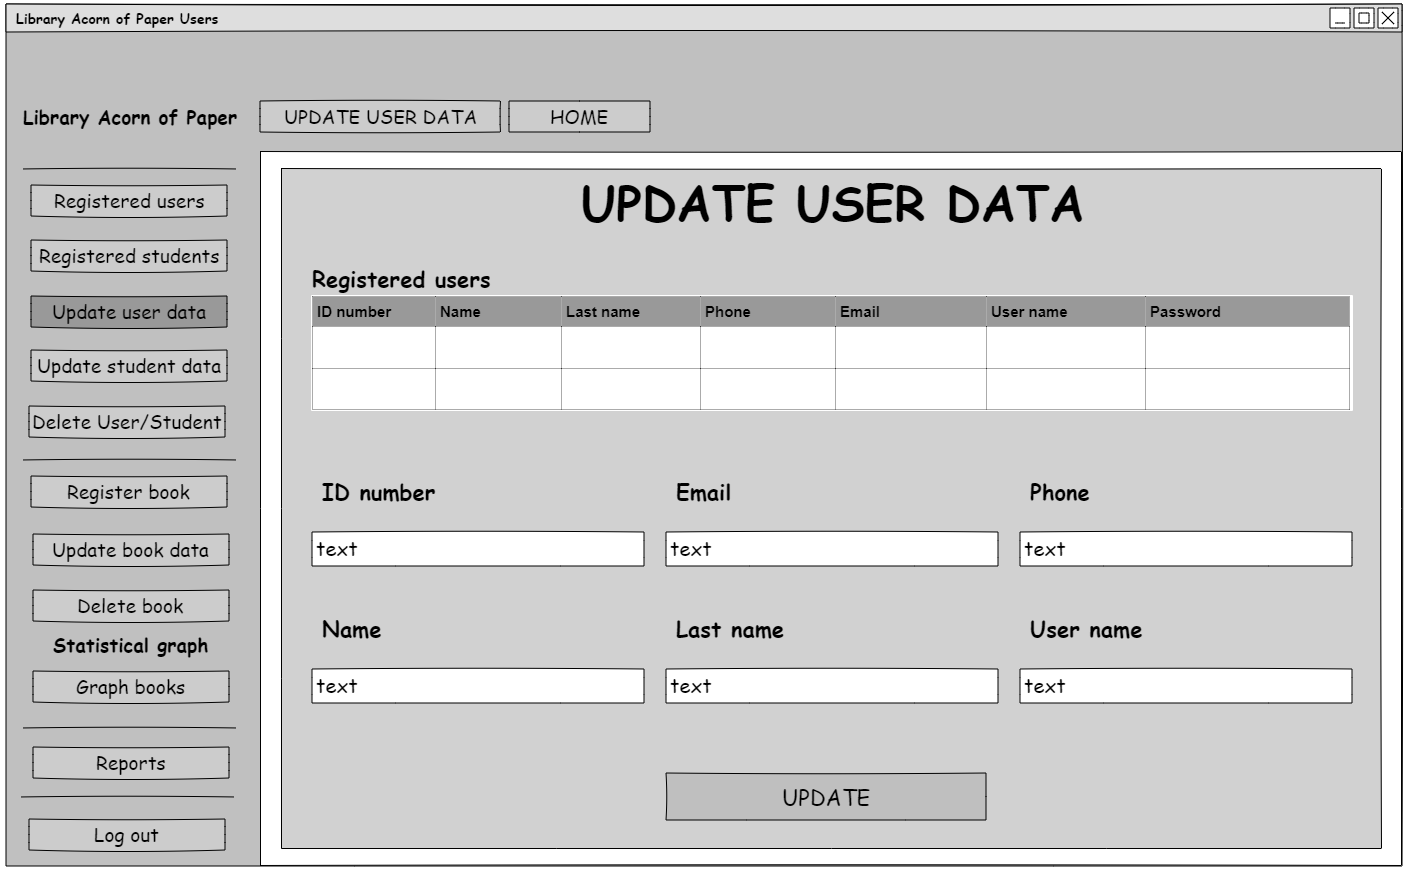 Library Acorn of Paper Users
Library Acorn of Paper
UPDATE USER DATA
HOME
Registered users
Registered students
Update user data
Update student data
Delete User/Student
Register book
Update book data
Delete book
Statistical graph
Graph books
Reports
Log out
UPDATE USER DATA
Registered users
ID number Name Last name Phone Email User name Password
ID number Email Phone
text text text
Name Last name User name
text text text
UPDATE